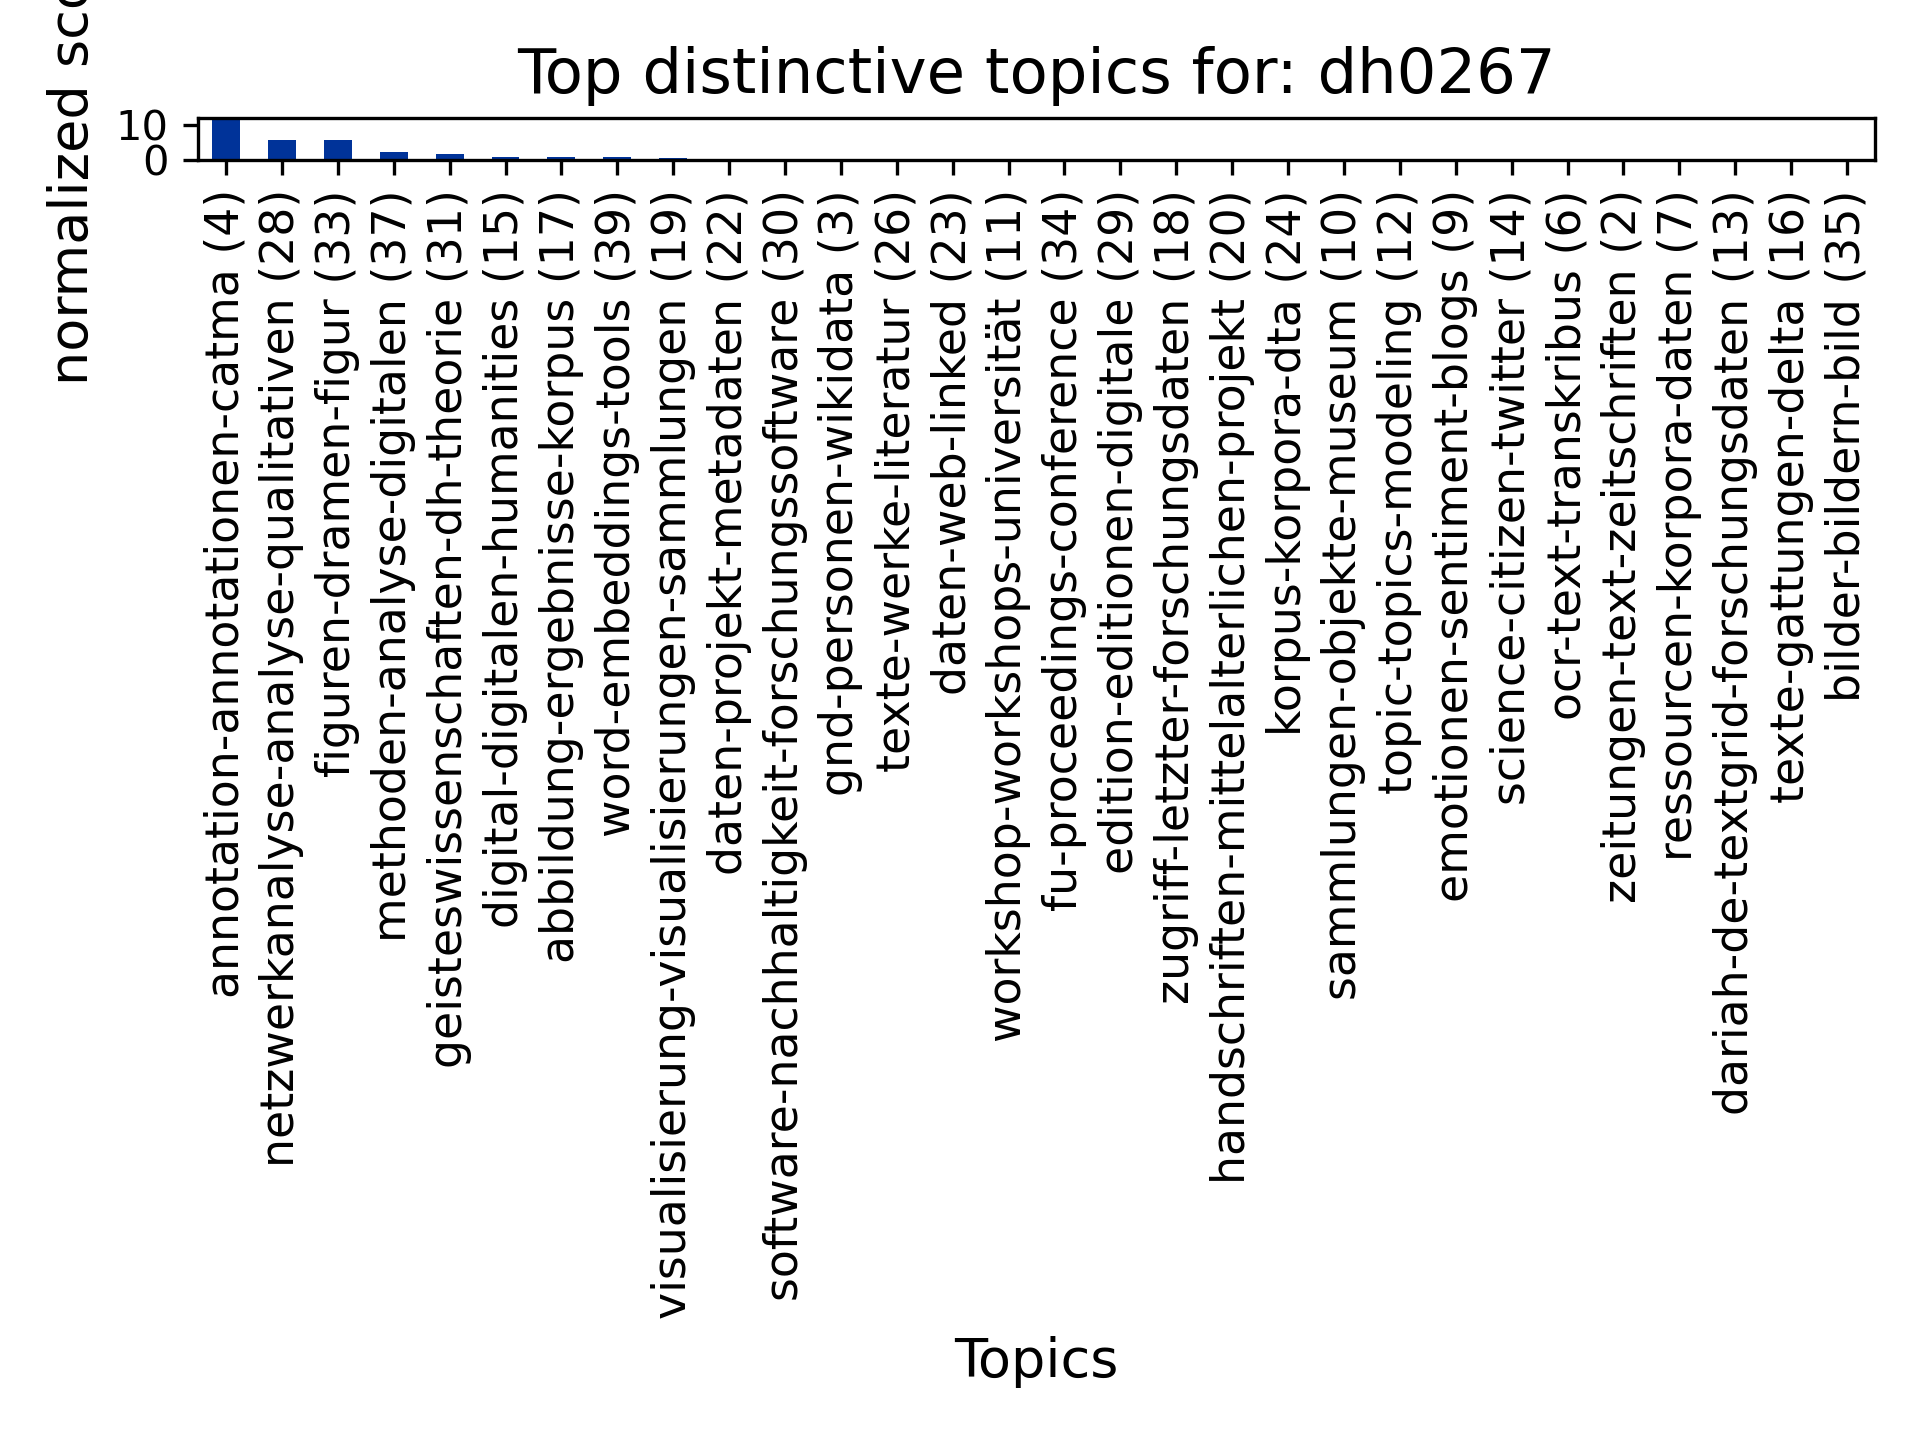 Top distinctive topics for: dh0267
normalized sco
10
0
annotation-annotationen-catma (4)
netzwerkanalyse-analyse-qualitativen (28)
figuren-dramen-figur (33)
methoden-analyse-digitalen (37)
geisteswissenschaften-dh-theorie (31)
digital-digitalen-humanities (15)
abbildung-ergebnisse-korpus (17)
word-embeddings-tools (39)
visualisierung-visualisierungen-sammlungen (19)
daten-projekt-metadaten (22)
software-nachhaltigkeit-forschungssoftware (30)
gnd-personen-wikidata (3)
texte-werke-literatur (26)
daten-web-linked (23)
workshop-workshops-universität (11)
fu-proceedings-conference (34)
edition-editionen-digitale (29)
zugriff-letzter-forschungsdaten (18)
handschriften-mittelalterlichen-projekt (20)
korpus-korpora-dta (24)
sammlungen-objekte-museum (10)
topic-topics-modeling (12)
emotionen-sentiment-blogs (9)
science-citizen-twitter (14)
ocr-text-transkribus (6)
zeitungen-text-zeitschriften (2)
ressourcen-korpora-daten (7)
dariah-de-textgrid-forschungsdaten (13)
texte-gattungen-delta (16)
bilder-bildern-bild (35)
Topics